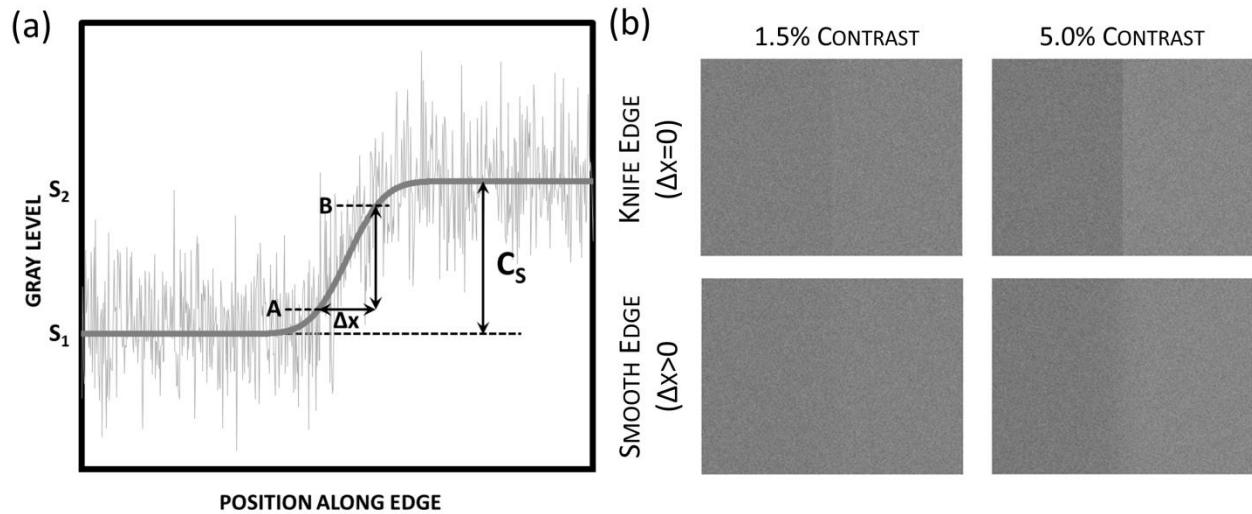 (a)
S₂
S₁
GRAY LEVEL
A
B
Δx
Cₛ
POSITION ALONG EDGE
(b)
1.5% CONTRAST
5.0% CONTRAST
KNIFE EDGE
(Δx=0)
SMOOTH EDGE
(Δx>0